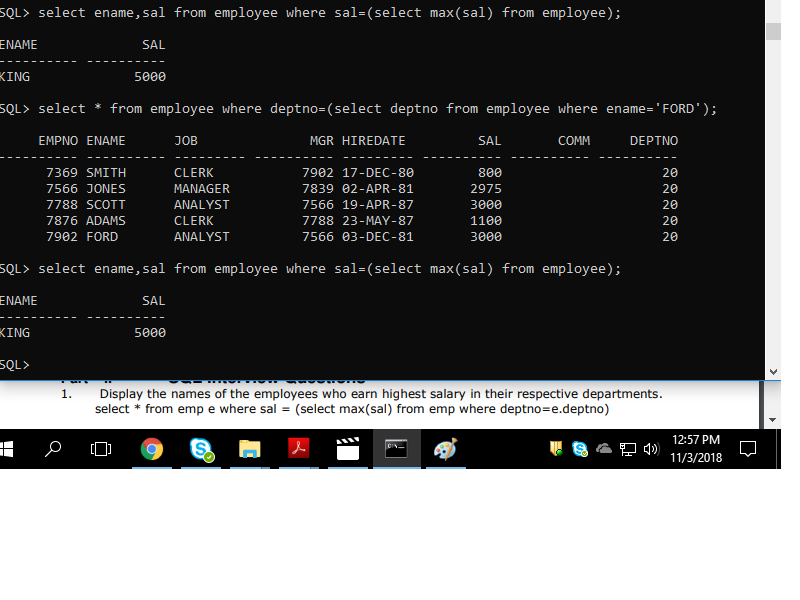 SQL> select ename,sal from employee where sal=(select max(sal) from employee);
ENAME SAL
---------- ----------
KING 5000
SQL> select * from employee where deptno=(select deptno from employee where ename='FORD');
EMPNO ENAME JOB MGR HIREDATE SAL COMM DEPTNO
---------- ---------- --------- ---------- --------- ---------- ---------- ----------
7369 SMITH CLERK 7902 17-DEC-80 800 20
7566 JONES MANAGER 7839 02-APR-81 2975 20
7788 SCOTT ANALYST 7566 19-APR-87 3000 20
7876 ADAMS CLERK 7788 23-MAY-87 1100 20
7902 FORD ANALYST 7566 03-DEC-81 3000 20
SQL> select ename,sal from employee where sal=(select max(sal) from employee);
ENAME SAL
---------- ----------
KING 5000
SQL>
1. Display the names of the employees who earn highest salary in their respective departments.
select * from emp e where sal = (select max(sal) from emp where deptno=e.deptno)
12:57 PM
11/3/2018